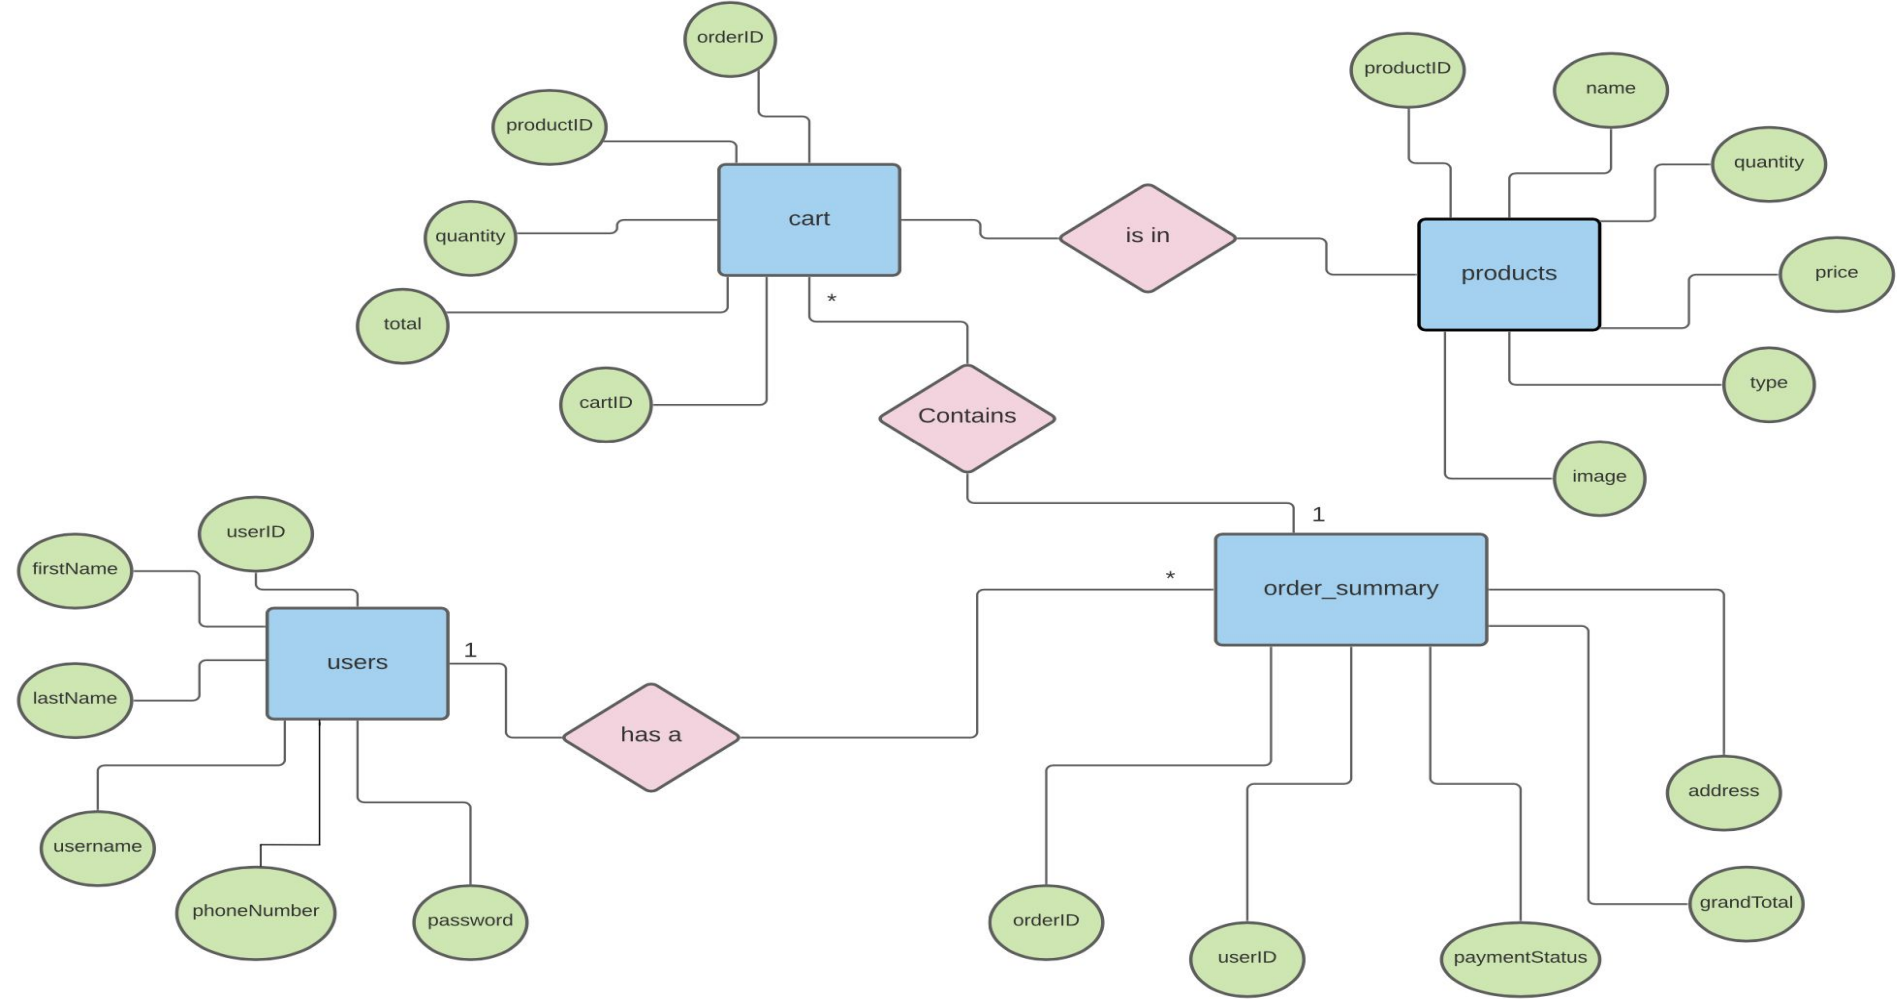 orderID
productID
name
productID
quantity
cart
is in
quantity
products
price
*
total
type
cartID
Contains
image
1
userID
firstName
*
order_summary
1
users
lastName
has a
address
username
grandTotal
phoneNumber
password
orderID
userID
paymentStatus